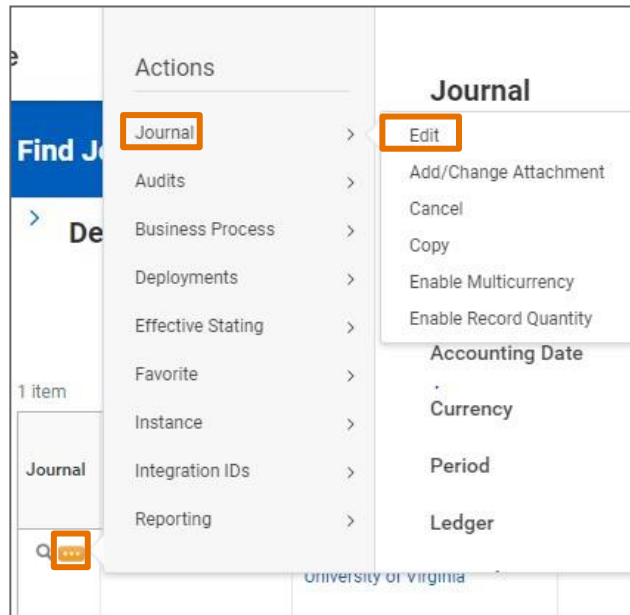 Find J
De
1 item
Journal
Actions
Journal
Audits
Business Process
Deployments
Effective Stating
Favorite
Instance
Integration IDs
Reporting
Journal
Edit
Add/Change Attachment
Cancel
Copy
Enable Multicurrency
Enable Record Quantity
Accounting Date
Currency
Period
Ledger
University of Virginia